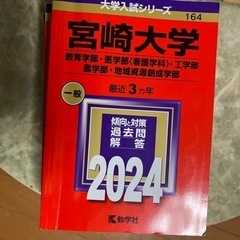 大学入試シリーズ
164
宮崎大学
教育学部・医学部〈看護学科〉・工学部
農学部・地域資源創成学部
一般
最近3カ年
傾向と対策
過去問
解答
2024
教学社